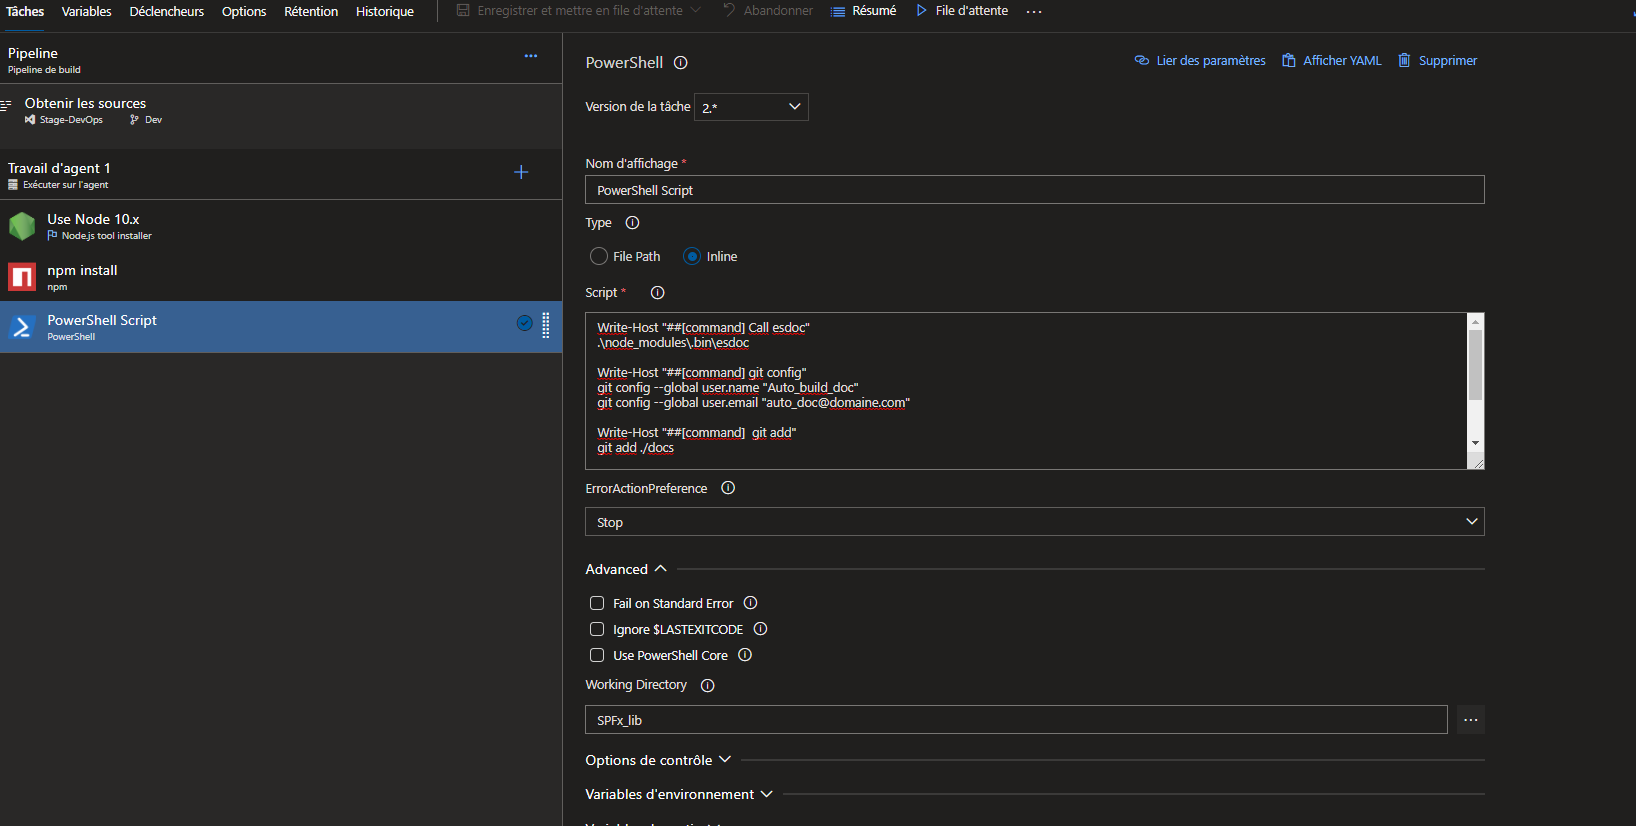 Tâches Variables Déclencheurs Options Rétention Historique Enregistrer et mettre en file d'attente Abandonner Résumé File d'attente ...
Pipeline
Pipeline de build
Obtenir les sources
Stage-DevOps Dev
Travail d'agent 1
Exécuter sur l'agent
Use Node 10.x
Node.js tool installer
npm install
npm
PowerShell Script
PowerShell
PowerShell
Lier des paramètres Afficher YAML Supprimer
Version de la tâche 2.*
Nom d'affichage *
PowerShell Script
Type
File Path Inline
Script *
Write-Host "##[command] Call esdoc"
.\node_modules\.bin\esdoc
Write-Host "##[command] git config"
git config --global user.name "Auto_build_doc"
git config --global user.email "auto_doc@domaine.com"
Write-Host "##[command]  git add"
git add ./docs
ErrorActionPreference
Stop
Advanced
Fail on Standard Error
Ignore $LASTEXITCODE
Use PowerShell Core
Working Directory
SPFx_lib
...
Options de contrôle
Variables d'environnement